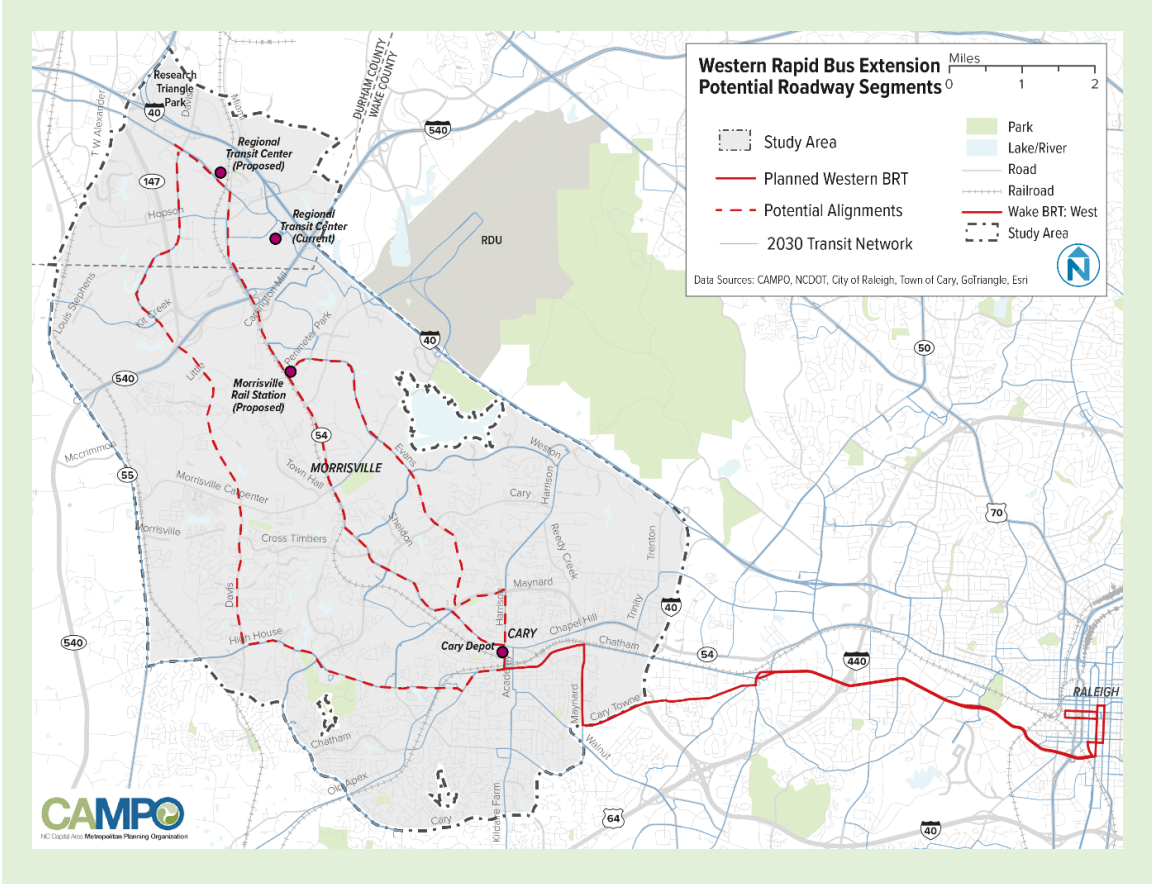 Western Rapid Bus Extension
Potential Roadway Segments
Miles
0 1 2
Study Area
Planned Western BRT
Potential Alignments
2030 Transit Network
Park
Lake/River
Road
Railroad
Wake BRT: West
Study Area
N
Data Sources: CAMPO, NCDOT, City of Raleigh, Town of Cary, GoTriangle, Esri
DURHAM COUNTY
WAKE COUNTY
Research
Triangle
Park
40
T W Alexander
Davis
Miami
540
Regional
Transit Center
(Proposed)
147
Hopson
Regional
Transit Center
(Current)
RDU
Louis Stephens
Kit Creek
Carrington Mill
Perimeter Park
40
50
540
Little
Morrisville
Rail Station
(Proposed)
54
Mccrimmon
55
Town Hall
MORRISVILLE
Evans
Weston
Morrisville Carpenter
Cary
Harrison
70
Morrisville
Cross Timbers
Sheldon
Reedy Creek
Trenton
Davis
Maynard
Harrison
Trinity
40
High House
CARY
Chapel Hill
Chatham
540
Cary Depot
54
440
Academy
Maynard
Cary Towne
RALEIGH
Chatham
Walnut
Old Apex
Cary
Kildaire Farm
64
40
CAMPO
NC Capital Area Metropolitan Planning Organization